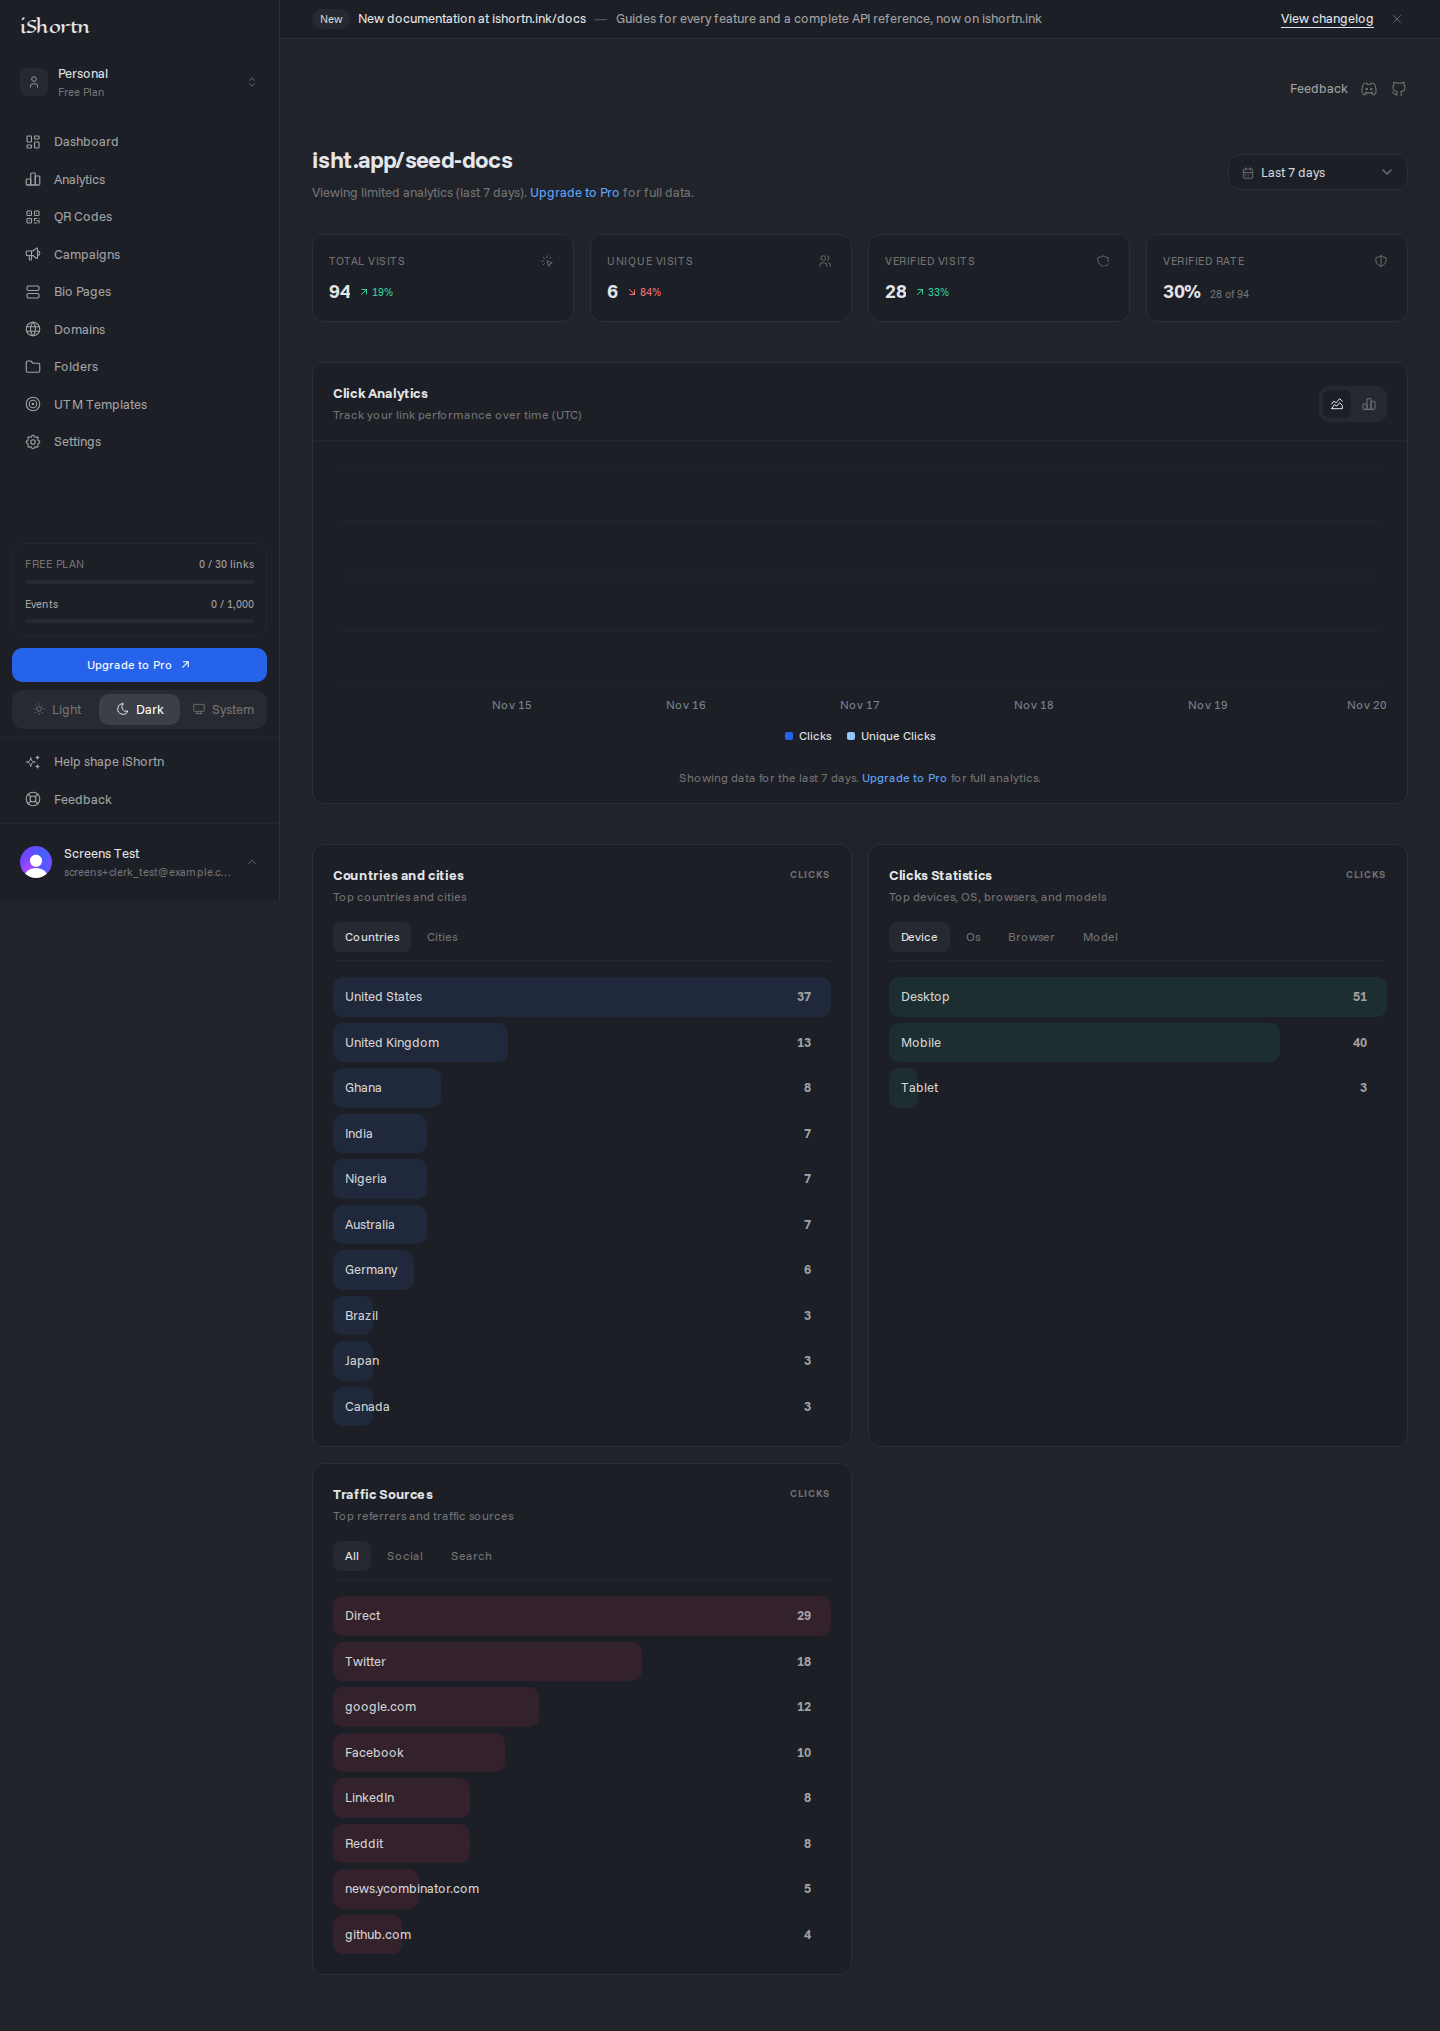 iShortn
Personal
Free Plan
Dashboard
Analytics
QR Codes
Campaigns
Bio Pages
Domains
Folders
UTM Templates
Settings
FREE PLAN 0 / 30 links
Events 0 / 1,000
Upgrade to Pro
Light Dark System
Help shape iShortn
Feedback
Screens Test
screens+clerk_test@example.c...
New New documentation at ishortn.ink/docs — Guides for every feature and a complete API reference, now on ishortn.ink View changelog
Feedback
isht.app/seed-docs
Viewing limited analytics (last 7 days). Upgrade to Pro for full data.
Last 7 days
TOTAL VISITS
94 19%
UNIQUE VISITS
6 84%
VERIFIED VISITS
28 33%
VERIFIED RATE
30% 28 of 94
Click Analytics
Track your link performance over time (UTC)
Nov 15 Nov 16 Nov 17 Nov 18 Nov 19 Nov 20
Clicks Unique Clicks
Showing data for the last 7 days. Upgrade to Pro for full analytics.
Countries and cities CLICKS
Top countries and cities
Countries Cities
United States 37
United Kingdom 13
Ghana 8
India 7
Nigeria 7
Australia 7
Germany 6
Brazil 3
Japan 3
Canada 3
Clicks Statistics CLICKS
Top devices, OS, browsers, and models
Device Os Browser Model
Desktop 51
Mobile 40
Tablet 3
Traffic Sources CLICKS
Top referrers and traffic sources
All Social Search
Direct 29
Twitter 18
google.com 12
Facebook 10
LinkedIn 8
Reddit 8
news.ycombinator.com 5
github.com 4